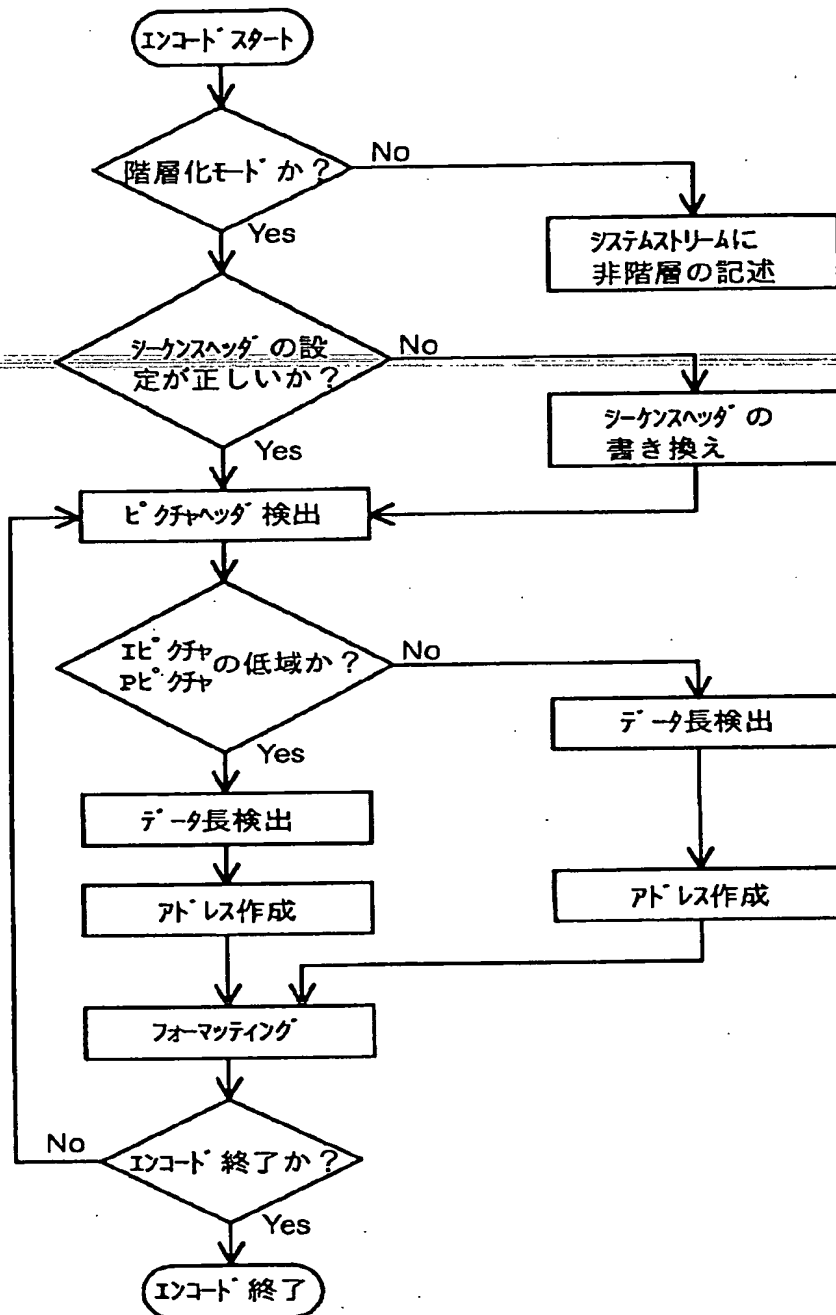 エンコード スタート
階層化モード か？
No
Yes
システムストリームに
非階層の記述
シーケンスヘッダ の設
定が正しいか？
No
Yes
シーケンスヘッダ の
書き換え
ピクチャヘッダ 検出
Iピクチャ
Pピクチャ
の低域か？
No
Yes
データ長検出
データ長検出
アドレス作成
アドレス作成
フォーマッティング
エンコード 終了か？
No
Yes
エンコード 終了